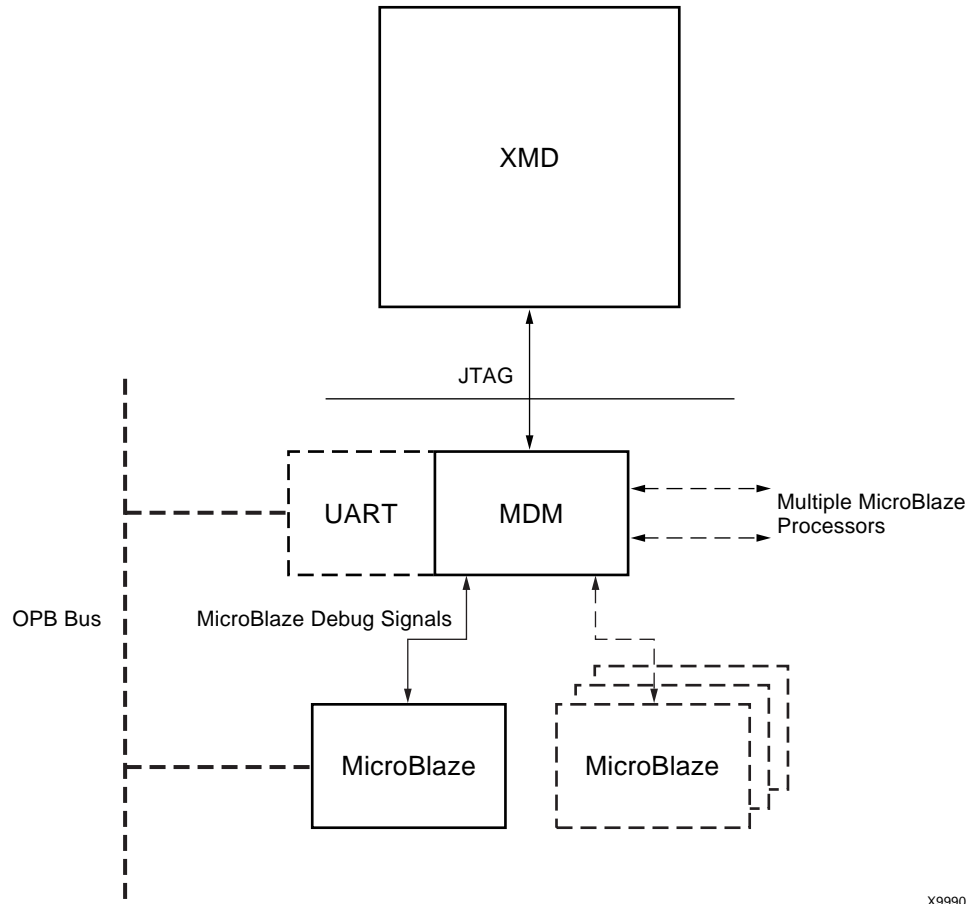 XMD
JTAG
UART
MDM
Multiple MicroBlaze
Processors
OPB Bus
MicroBlaze Debug Signals
MicroBlaze
MicroBlaze
X9990